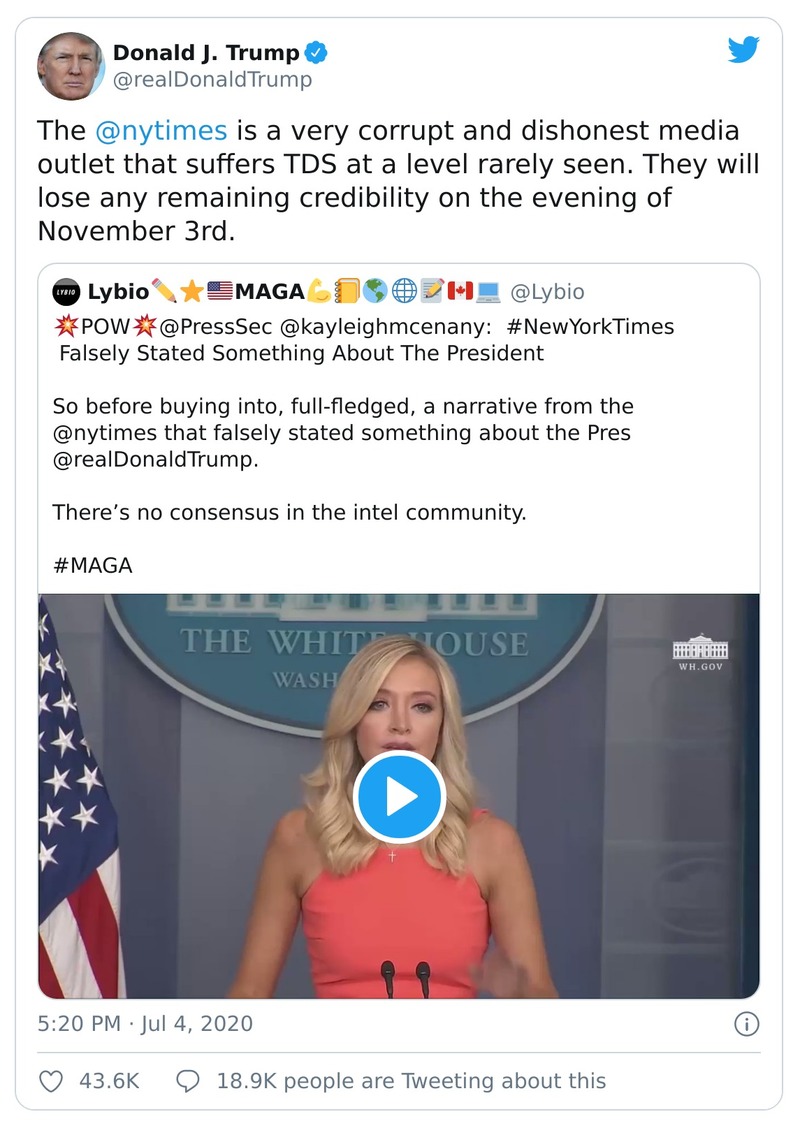 Donald J. Trump
@realDonaldTrump
The @nytimes is a very corrupt and dishonest media
outlet that suffers TDS at a level rarely seen. They will
lose any remaining credibility on the evening of
November 3rd.
LYBIO
Lybio✏️⭐🇺🇸MAGA💪📒🌎🌐📝🇨🇦💻 @Lybio
💥POW💥@PressSec @kayleighmcenany: #NewYorkTimes
Falsely Stated Something About The President
So before buying into, full-fledged, a narrative from the
@nytimes that falsely stated something about the Pres
@realDonaldTrump.
There’s no consensus in the intel community.
#MAGA
THE WHITE HOUSE
WASH
WH.GOV
5:20 PM · Jul 4, 2020
43.6K 18.9K people are Tweeting about this